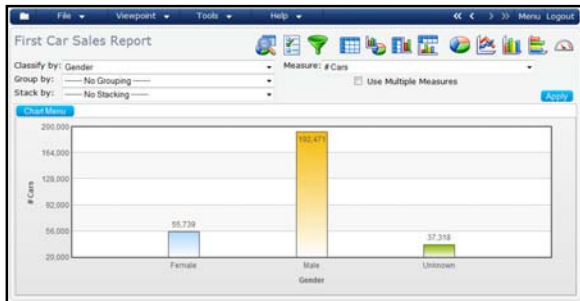 File Viewpoint Tools Help Menu Logout
First Car Sales Report
Classify by: Gender Measure: # Cars
Group by: ------ No Grouping ------ Use Multiple Measures
Stack by: ------ No Stacking ------ Apply
Chart Menu
200,000
192,471
164,000
128,000
# Cars
92,000
55,739
56,000
37,318
20,000
Female Male Unknown
Gender